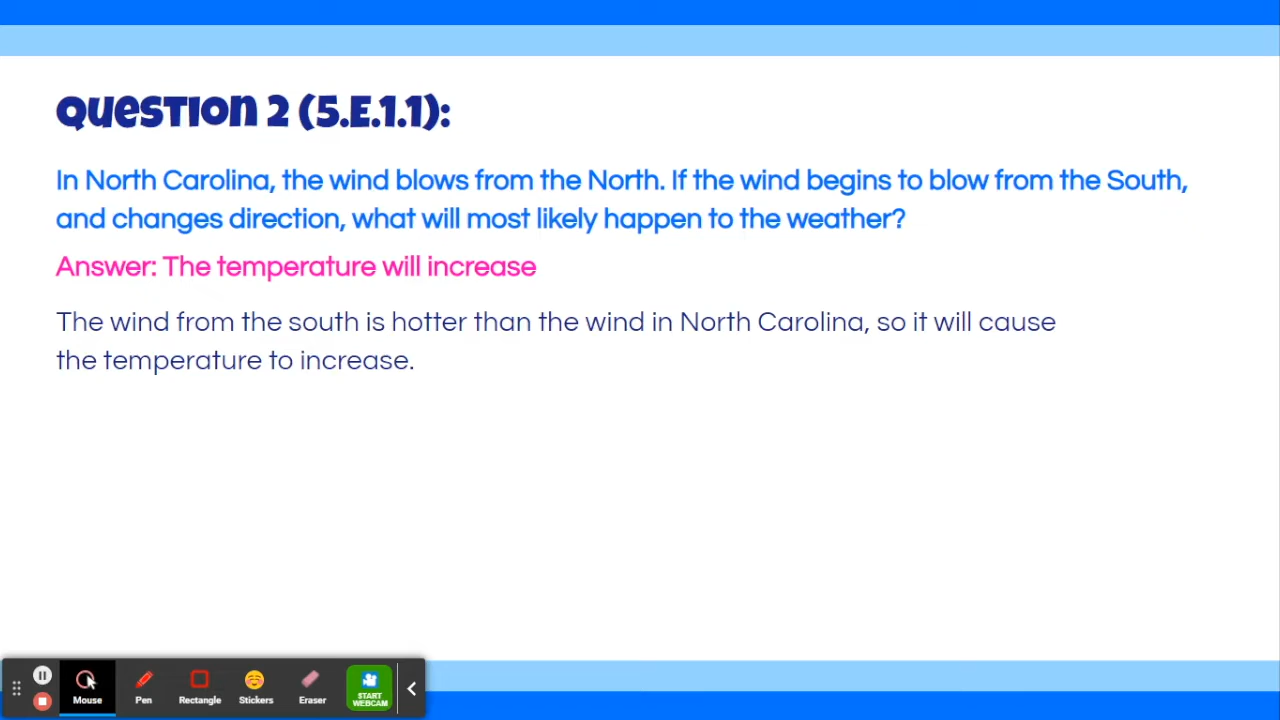 Question 2 (5.E.1.1):
In North Carolina, the wind blows from the North. If the wind begins to blow from the South,
and changes direction, what will most likely happen to the weather?
Answer: The temperature will increase
The wind from the south is hotter than the wind in North Carolina, so it will cause
the temperature to increase.
Mouse Pen Rectangle Stickers Eraser START
WEBCAM